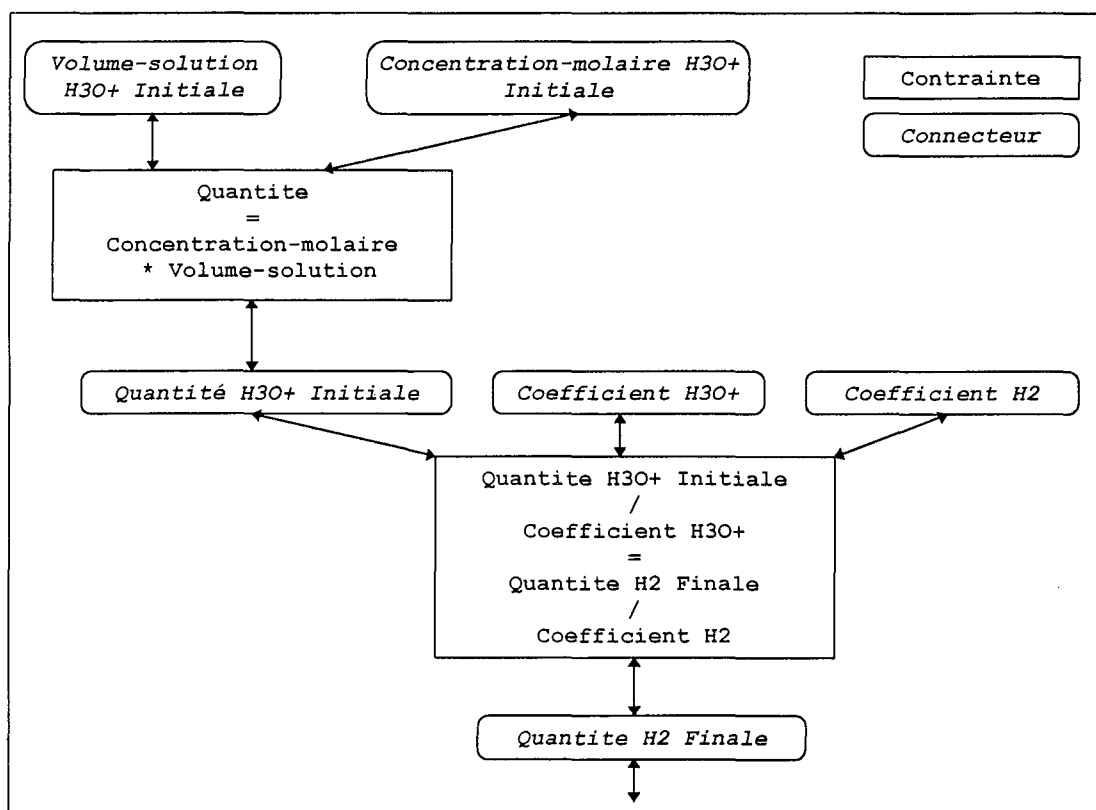 Volume-solution
H3O+ Initiale
Concentration-molaire H3O+
Initiale
Contrainte
Connecteur
Quantite
=
Concentration-molaire
* Volume-solution
Quantité H3O+ Initiale
Coefficient H3O+
Coefficient H2
Quantite H3O+ Initiale
/
Coefficient H3O+
=
Quantite H2 Finale
/
Coefficient H2
Quantite H2 Finale